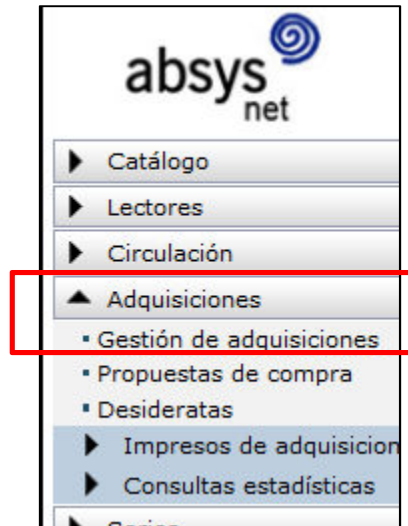 absys
net
Catálogo
Lectores
Circulación
Adquisiciones
Gestión de adquisiciones
Propuestas de compra
Desideratas
Impresos de adquisicion
Consultas estadísticas